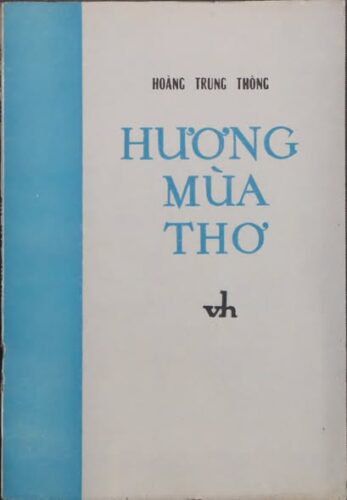 HOÀNG TRUNG THÔNG
HƯƠNG
MÙA
THƠ
vh